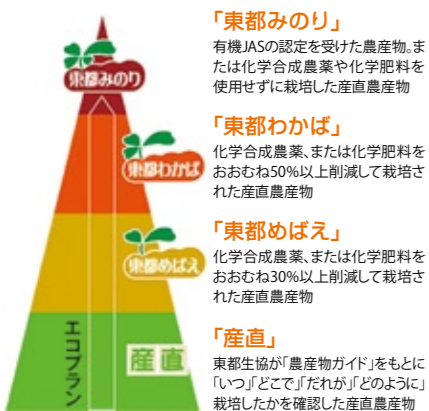 東都みのり
東都わかば
東都めばえ
産直
エコプラン
「東都みのり」
有機JASの認定を受けた農産物。ま
たは化学合成農薬や化学肥料を
使用せずに栽培した産直農産物
「東都わかば」
化学合成農薬、または化学肥料を
おおむね50%以上削減して栽培さ
れた産直農産物
「東都めばえ」
化学合成農薬、または化学肥料を
おおむね30%以上削減して栽培さ
れた産直農産物
「産直」
東都生協が「農産物ガイド」をもとに
「いつ」「どこで」「だれが」「どのように」
栽培したかを確認した産直農産物